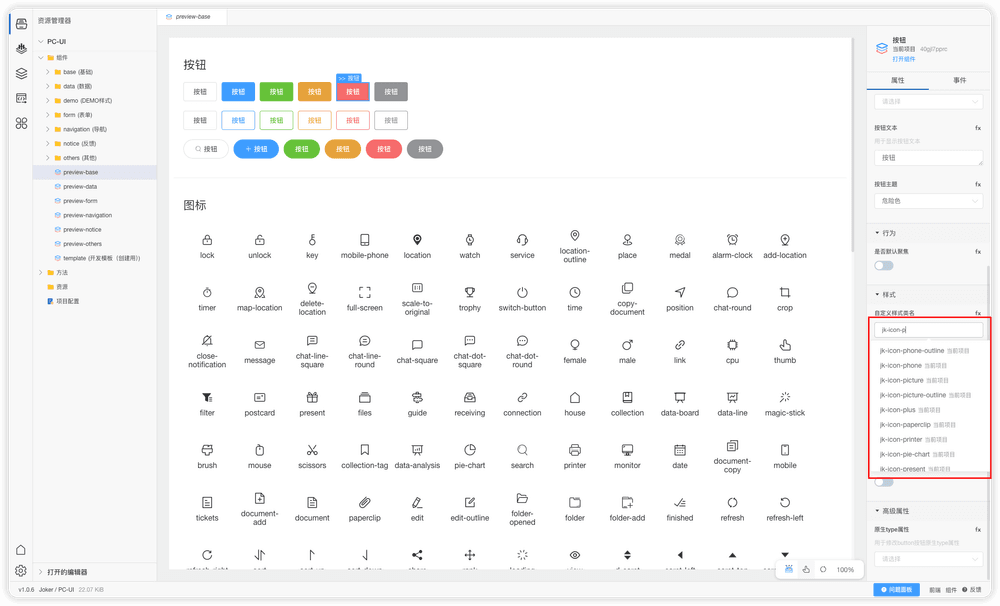 资源管理器
PC-UI
组件
base (基础)
data (数据)
demo (DEMO样式)
form (表单)
navigation (导航)
notice (反馈)
others (其他)
preview-base
preview-data
preview-form
preview-navigation
preview-notice
preview-others
template (开发模板（创建用）)
方法
资源
项目配置
打开的编辑器
preview-base
按钮
>> 按钮
按钮 按钮 按钮 按钮 按钮 按钮
按钮 按钮 按钮 按钮 按钮 按钮
按钮 + 按钮 按钮 按钮 按钮 按钮
图标
lock unlock key mobile-phone location watch service location-outline place medal alarm-clock add-location
timer map-location delete-location full-screen scale-to-original trophy switch-button time copy-document position chat-round crop
close-notification message chat-line-square chat-line-round chat-square chat-dot-square chat-dot-round female male link cpu thumb
filter postcard present files guide receiving connection house collection data-board data-line magic-stick
brush mouse scissors collection-tag data-analysis pie-chart search printer monitor date document-copy mobile
tickets document-add document paperclip edit edit-outline folder-opened folder folder-add finished refresh refresh-left
100%
按钮
当前项目 40gjl7pprc
打开组件
属性 事件
请选择
按钮文本 fx
用于显示按钮文本
按钮
按钮主题 fx
危险色
行为
是否默认聚焦 fx
样式
自定义样式类名 fx
jk-icon-p
jk-icon-phone-outline 当前项目
jk-icon-phone 当前项目
jk-icon-picture 当前项目
jk-icon-picture-outline 当前项目
jk-icon-plus 当前项目
jk-icon-paperclip 当前项目
jk-icon-printer 当前项目
jk-icon-pie-chart 当前项目
jk-icon-present 当前项目
高级属性
原生type属性 fx
用于修改button按钮原生type属性
请选择
v1.0.6 Joker / PC-UI 22.07 KiB
问题面板 前端 组件 反馈